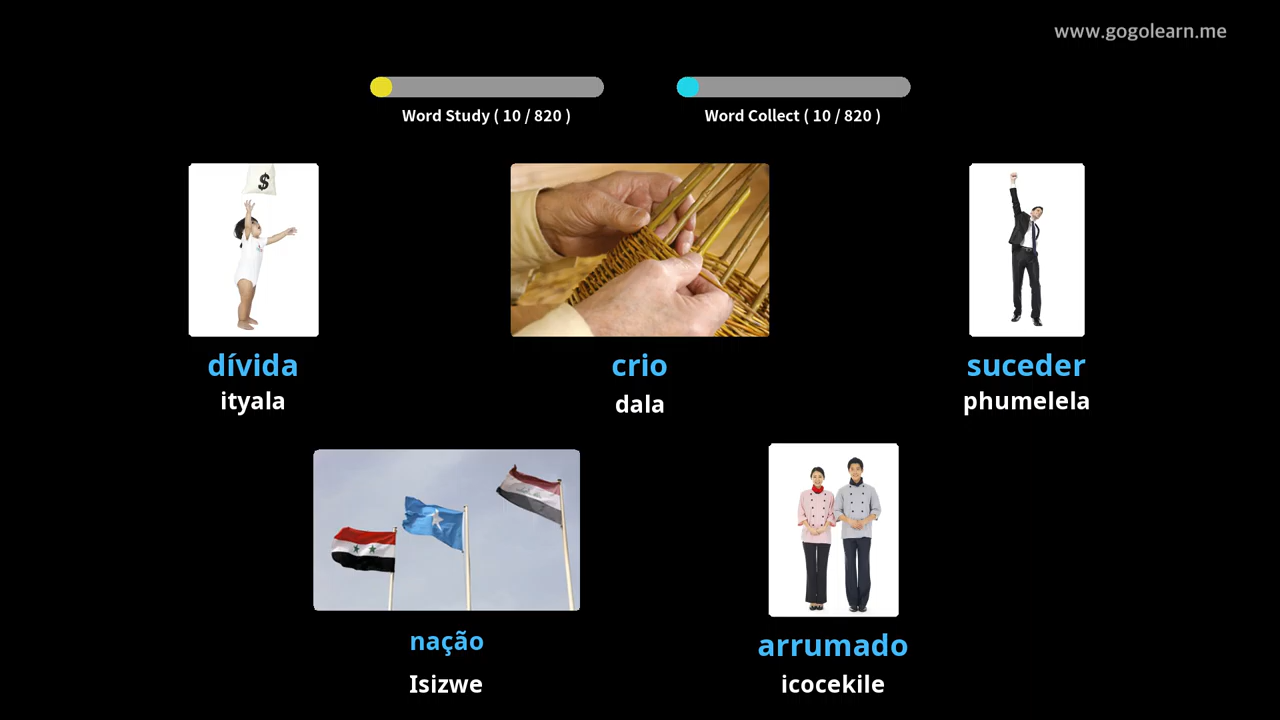 www.gogolearn.me
Word Study ( 10 / 820 )
Word Collect ( 10 / 820 )
$
dívida
ityala
crio
dala
suceder
phumelela
nação
Isizwe
arrumado
icocekile